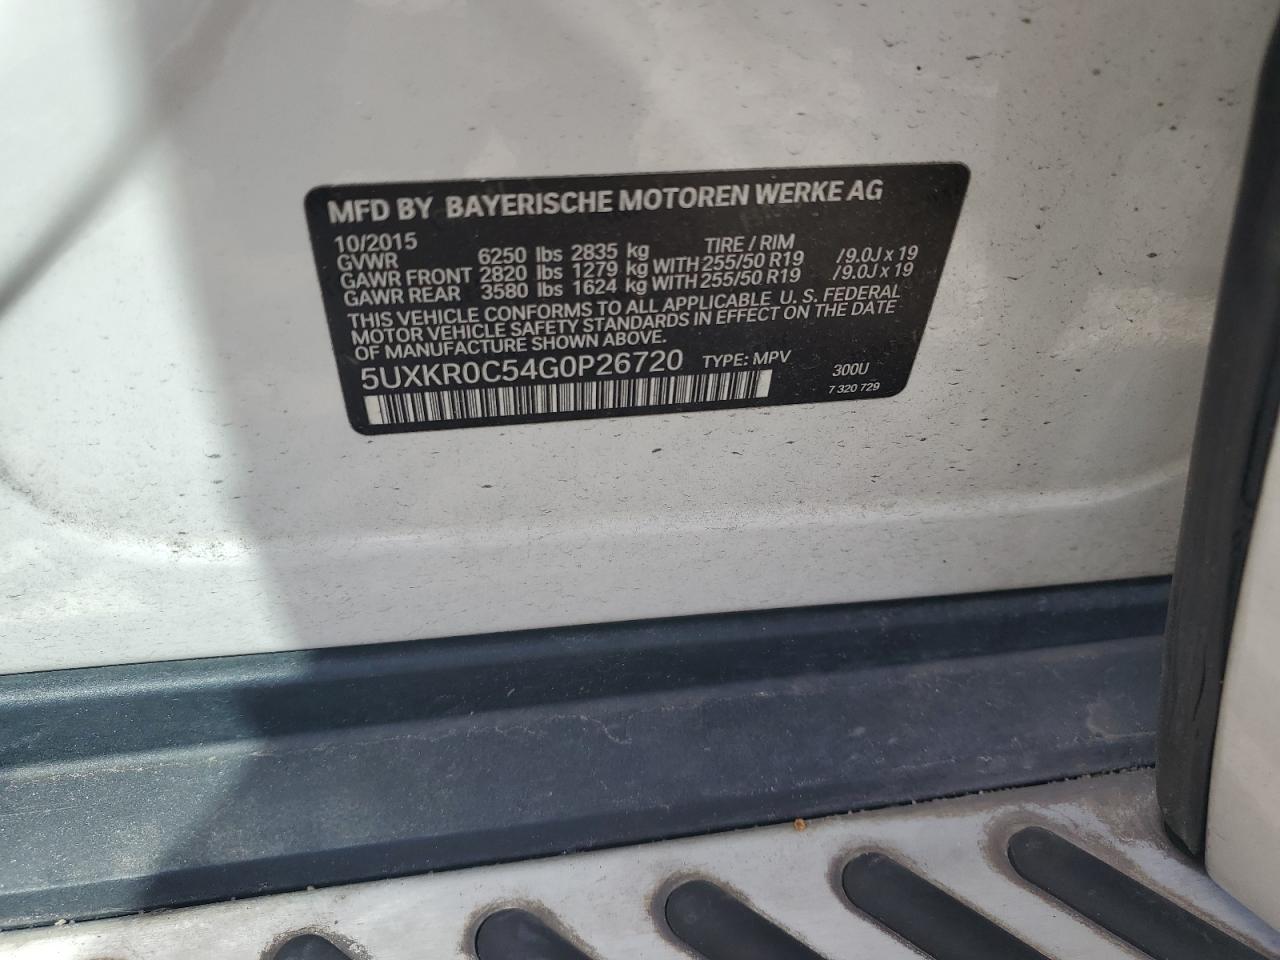 MFD BY BAYERISCHE MOTOREN WERKE AG
10/2015
GVWR 6250 lbs 2835 kg TIRE / RIM
GAWR FRONT 2820 lbs 1279 kg WITH 255/50 R19 /9.0J x 19
GAWR REAR 3580 lbs 1624 kg WITH 255/50 R19 /9.0J x 19
THIS VEHICLE CONFORMS TO ALL APPLICABLE U. S. FEDERAL
MOTOR VEHICLE SAFETY STANDARDS IN EFFECT ON THE DATE
OF MANUFACTURE SHOWN ABOVE.
5UXKR0C54G0P26720 TYPE: MPV 300U
7 320 729